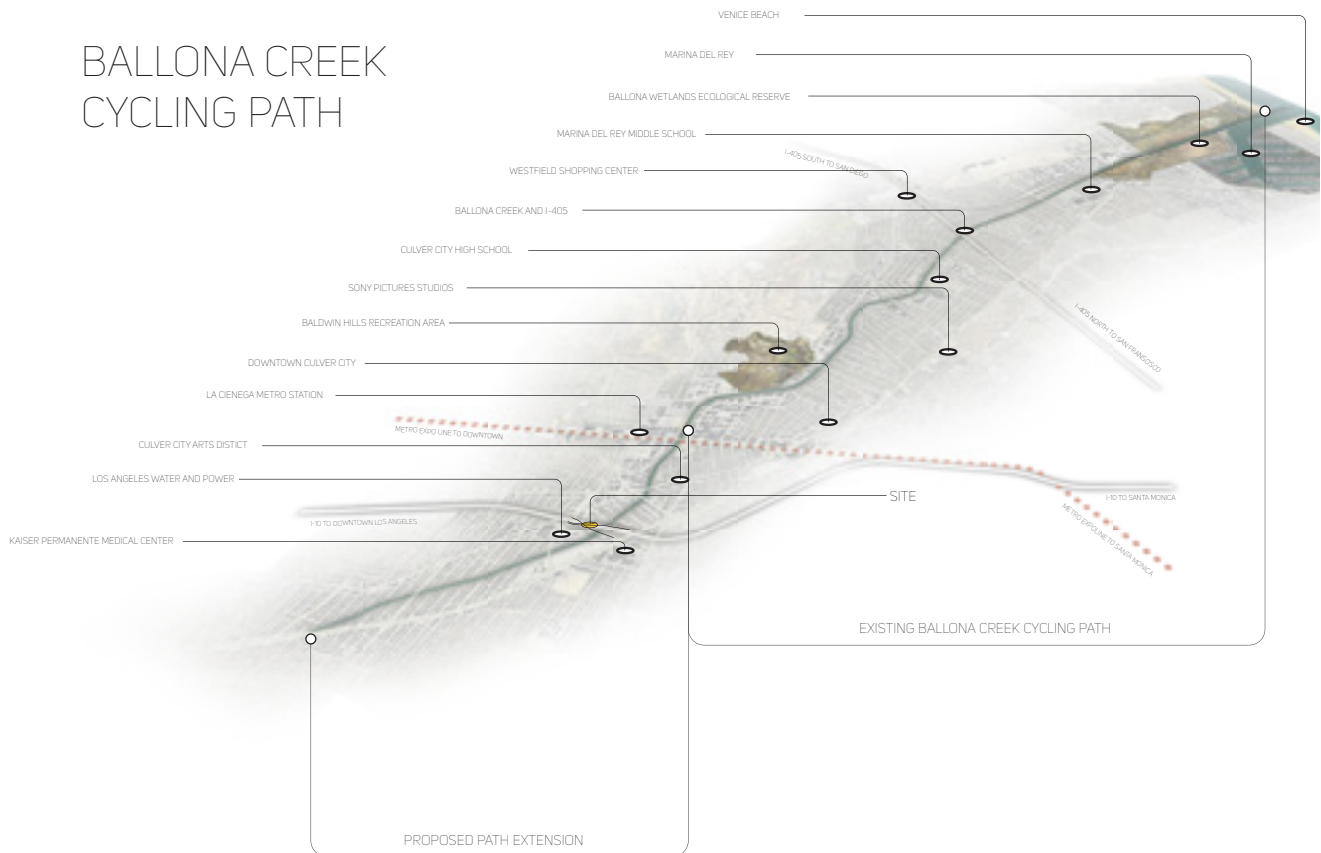 BALLONA CREEK
CYCLING PATH
VENICE BEACH
MARINA DEL REY
BALLONA WETLANDS ECOLOGICAL RESERVE
MARINA DEL REY MIDDLE SCHOOL
I-405 SOUTH TO SAN DIEGO
WESTFIELD SHOPPING CENTER
BALLONA CREEK AND I-405
CULVER CITY HIGH SCHOOL
SONY PICTURES STUDIOS
I-405 NORTH TO SAN FRANSOSCO
BALDWIN HILLS RECREATION AREA
DOWNTOWN CULVER CITY
LA CIENEGA METRO STATION
METRO EXPO LINE TO DOWNTOWN
CULVER CITY ARTS DISTICT
LOS ANGELES WATER AND POWER
SITE
I-10 TO SANTA MONICA
I-10 TO DOWNTOWN LOS ANGELES
METRO EXPOLINE TO SANTA MONICA
KAISER PERMANENTE MEDICAL CENTER
EXISTING BALLONA CREEK CYCLING PATH
PROPOSED PATH EXTENSION